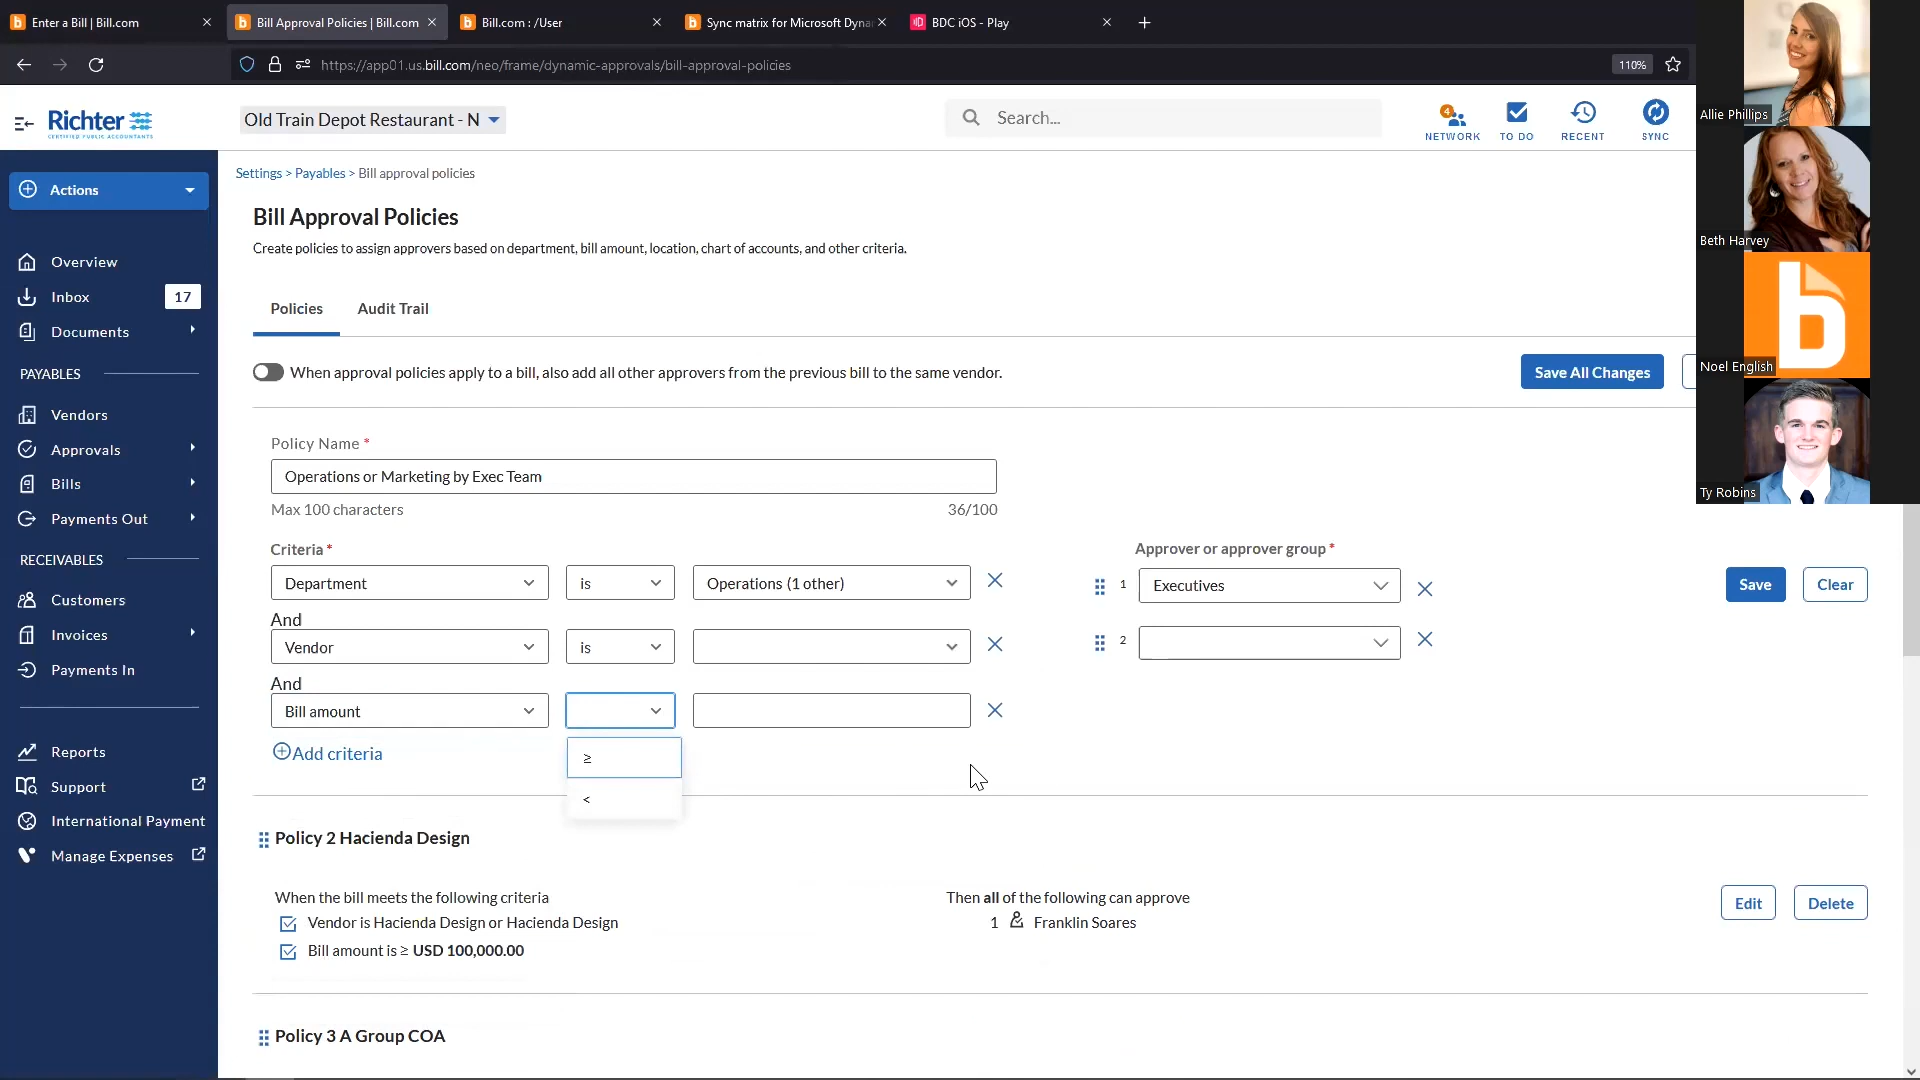 Enter a Bill | Bill.com
Bill Approval Policies | Bill.com
Bill.com : /User
Sync matrix for Microsoft Dyna
BDC iOS - Play
https://app01.us.bill.com/neo/frame/dynamic-approvals/bill-approval-policies
110%
Richter
CERTIFIED PUBLIC ACCOUNTANTS
Old Train Depot Restaurant - N
Search...
4
NETWORK
TO DO
RECENT
SYNC
Allie Phillips
Beth Harvey
b
Noel English
Ty Robins
Actions
Overview
Inbox
17
Documents
PAYABLES
Vendors
Approvals
Bills
Payments Out
RECEIVABLES
Customers
Invoices
Payments In
Reports
Support
International Payment
Manage Expenses
Settings > Payables > Bill approval policies
Bill Approval Policies
Create policies to assign approvers based on department, bill amount, location, chart of accounts, and other criteria.
Policies
Audit Trail
When approval policies apply to a bill, also add all other approvers from the previous bill to the same vendor.
Save All Changes
Policy Name *
Operations or Marketing by Exec Team
Max 100 characters
36/100
Criteria *
Approver or approver group *
Department
is
Operations (1 other)
1
Executives
Save
Clear
And
Vendor
is
2
And
Bill amount
≥
<
Add criteria
Policy 2 Hacienda Design
When the bill meets the following criteria
Vendor is Hacienda Design or Hacienda Design
Bill amount is ≥ USD 100,000.00
Then all of the following can approve
1 Franklin Soares
Edit
Delete
Policy 3 A Group COA